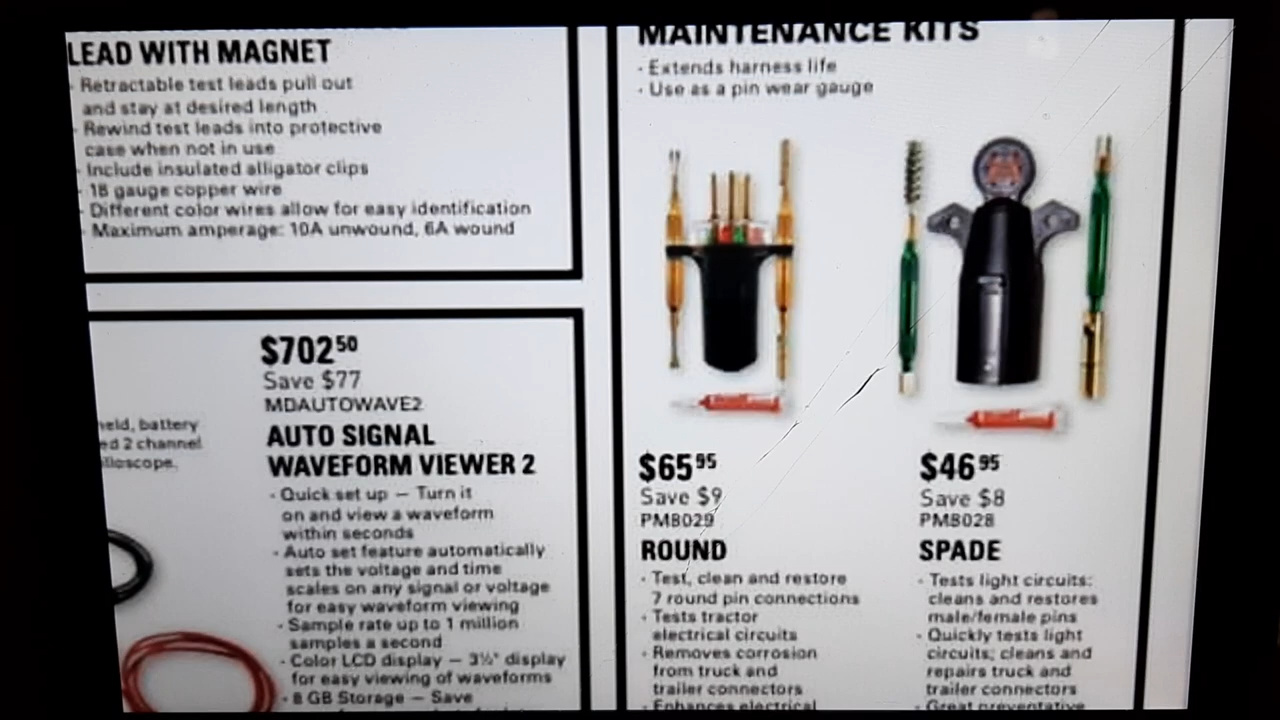 LEAD WITH MAGNET
· Retractable test leads pull out
and stay at desired length
· Rewind test leads into protective
case when not in use
· Include insulated alligator clips
· 18 gauge copper wire
· Different color wires allow for easy identification
· Maximum amperage: 10A unwound, 6A wound
held, battery
ed 2 channel
illoscope.
$702 50
Save $77
MDAUTOWAVE2
AUTO SIGNAL
WAVEFORM VIEWER 2
· Quick set up — Turn it
on and view a waveform
within seconds
· Auto set feature automatically
sets the voltage and time
scales on any signal or voltage
for easy waveform viewing
· Sample rate up to 1 million
samples a second
· Color LCD display — 3½" display
for easy viewing of waveforms
· 8 GB Storage — Save
MAINTENANCE KITS
· Extends harness life
· Use as a pin wear gauge
$65 95
Save $9
PMB029
ROUND
· Test, clean and restore
7 round pin connections
· Tests tractor
electrical circuits
· Removes corrosion
from truck and
trailer connectors
· Enhances electrical
$46 95
Save $8
PMB028
SPADE
· Tests light circuits:
cleans and restores
male/female pins
· Quickly tests light
circuits; cleans and
repairs truck and
trailer connectors
· Great preventative